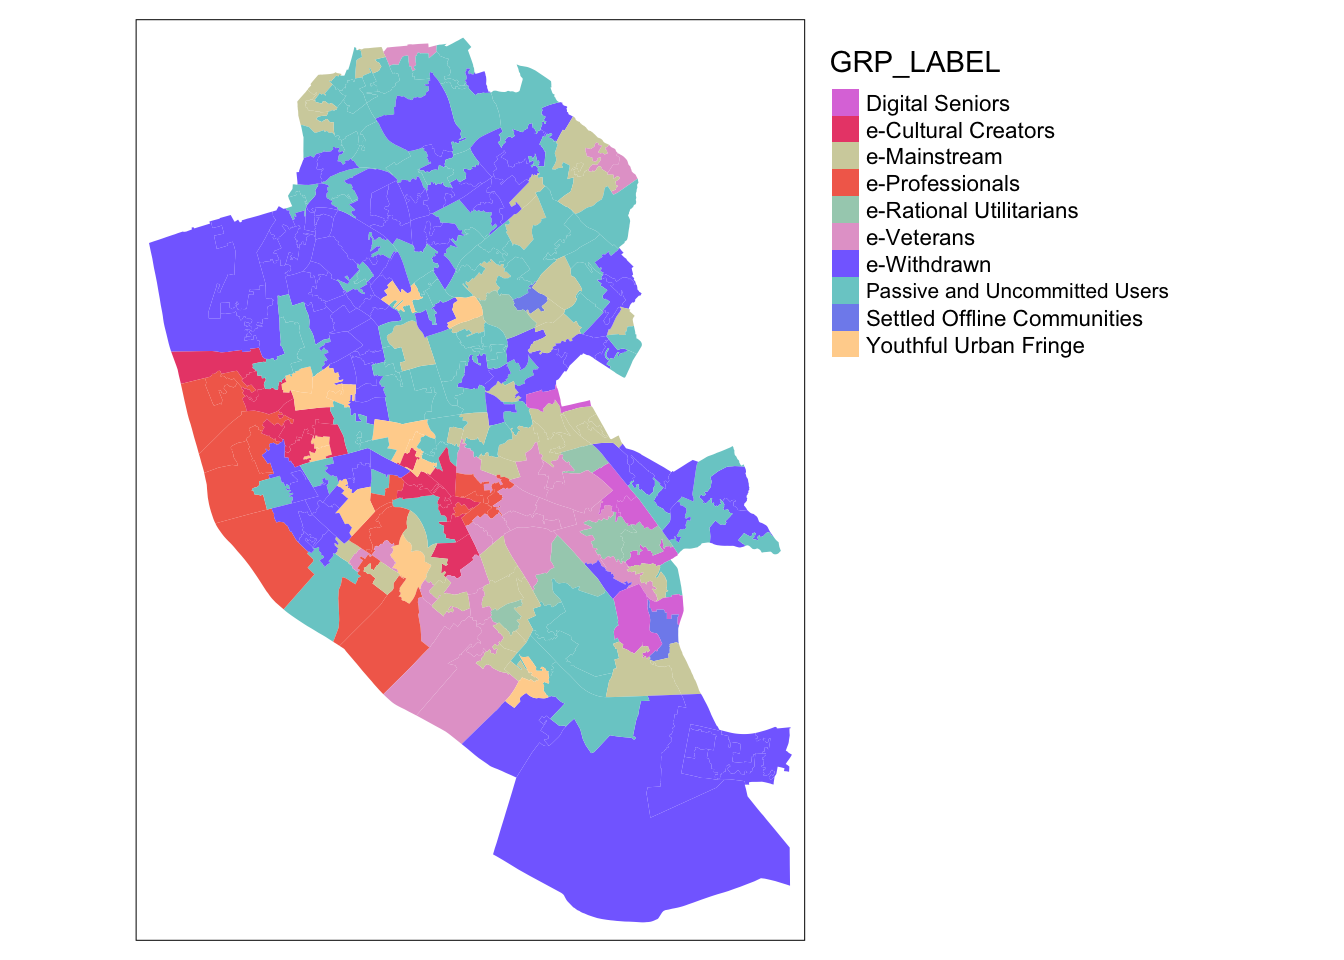 GRP_LABEL
Digital Seniors
e-Cultural Creators
e-Mainstream
e-Professionals
e-Rational Utilitarians
e-Veterans
e-Withdrawn
Passive and Uncommitted Users
Settled Offline Communities
Youthful Urban Fringe